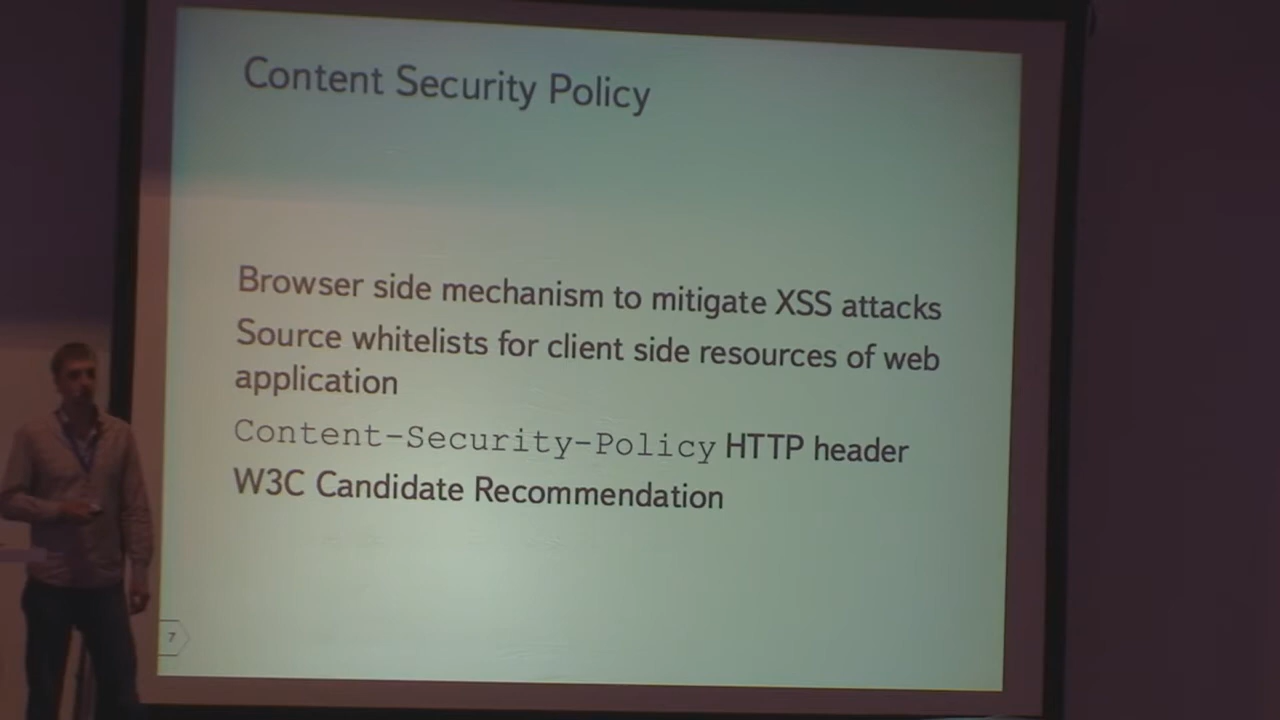 Content Security Policy
Browser side mechanism to mitigate XSS attacks
Source whitelists for client side resources of web
application
Content-Security-Policy HTTP header
W3C Candidate Recommendation
7